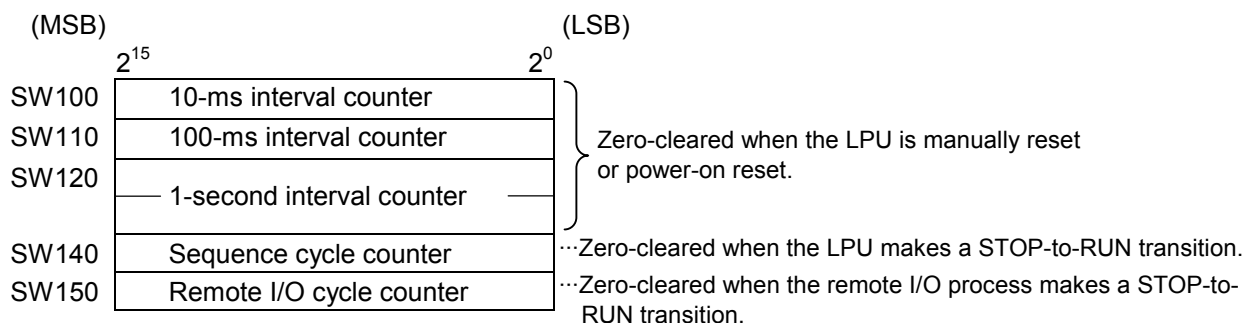 (MSB) (LSB)
2^15 2^0
SW100 10-ms interval counter
SW110 100-ms interval counter
SW120
1-second interval counter
Zero-cleared when the LPU is manually reset
or power-on reset.
SW140 Sequence cycle counter ···Zero-cleared when the LPU makes a STOP-to-RUN transition.
SW150 Remote I/O cycle counter ···Zero-cleared when the remote I/O process makes a STOP-to-
RUN transition.